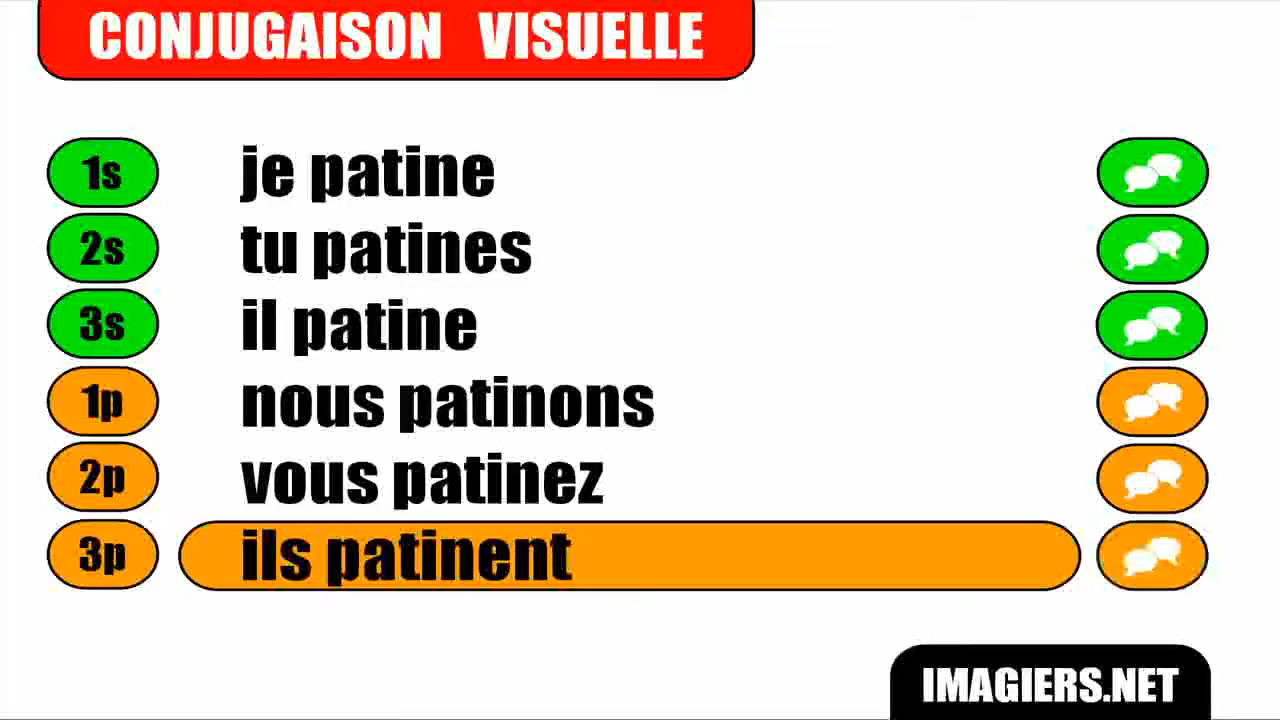 CONJUGAISON VISUELLE
1s je patine
2s tu patines
3s il patine
1p nous patinons
2p vous patinez
3p ils patinent
IMAGIERS.NET